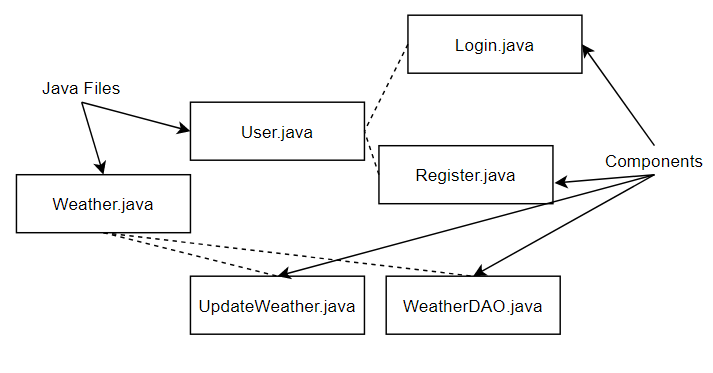 Login.java
Java Files
User.java
Components
Register.java
Weather.java
UpdateWeather.java
WeatherDAO.java